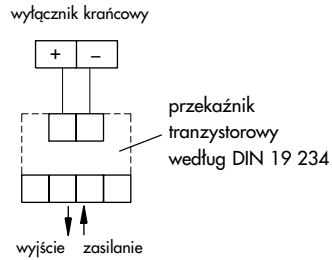 wyłącznik krańcowy
+ –
przekaźnik
tranzystorowy
według DIN 19 234
wyjście zasilanie